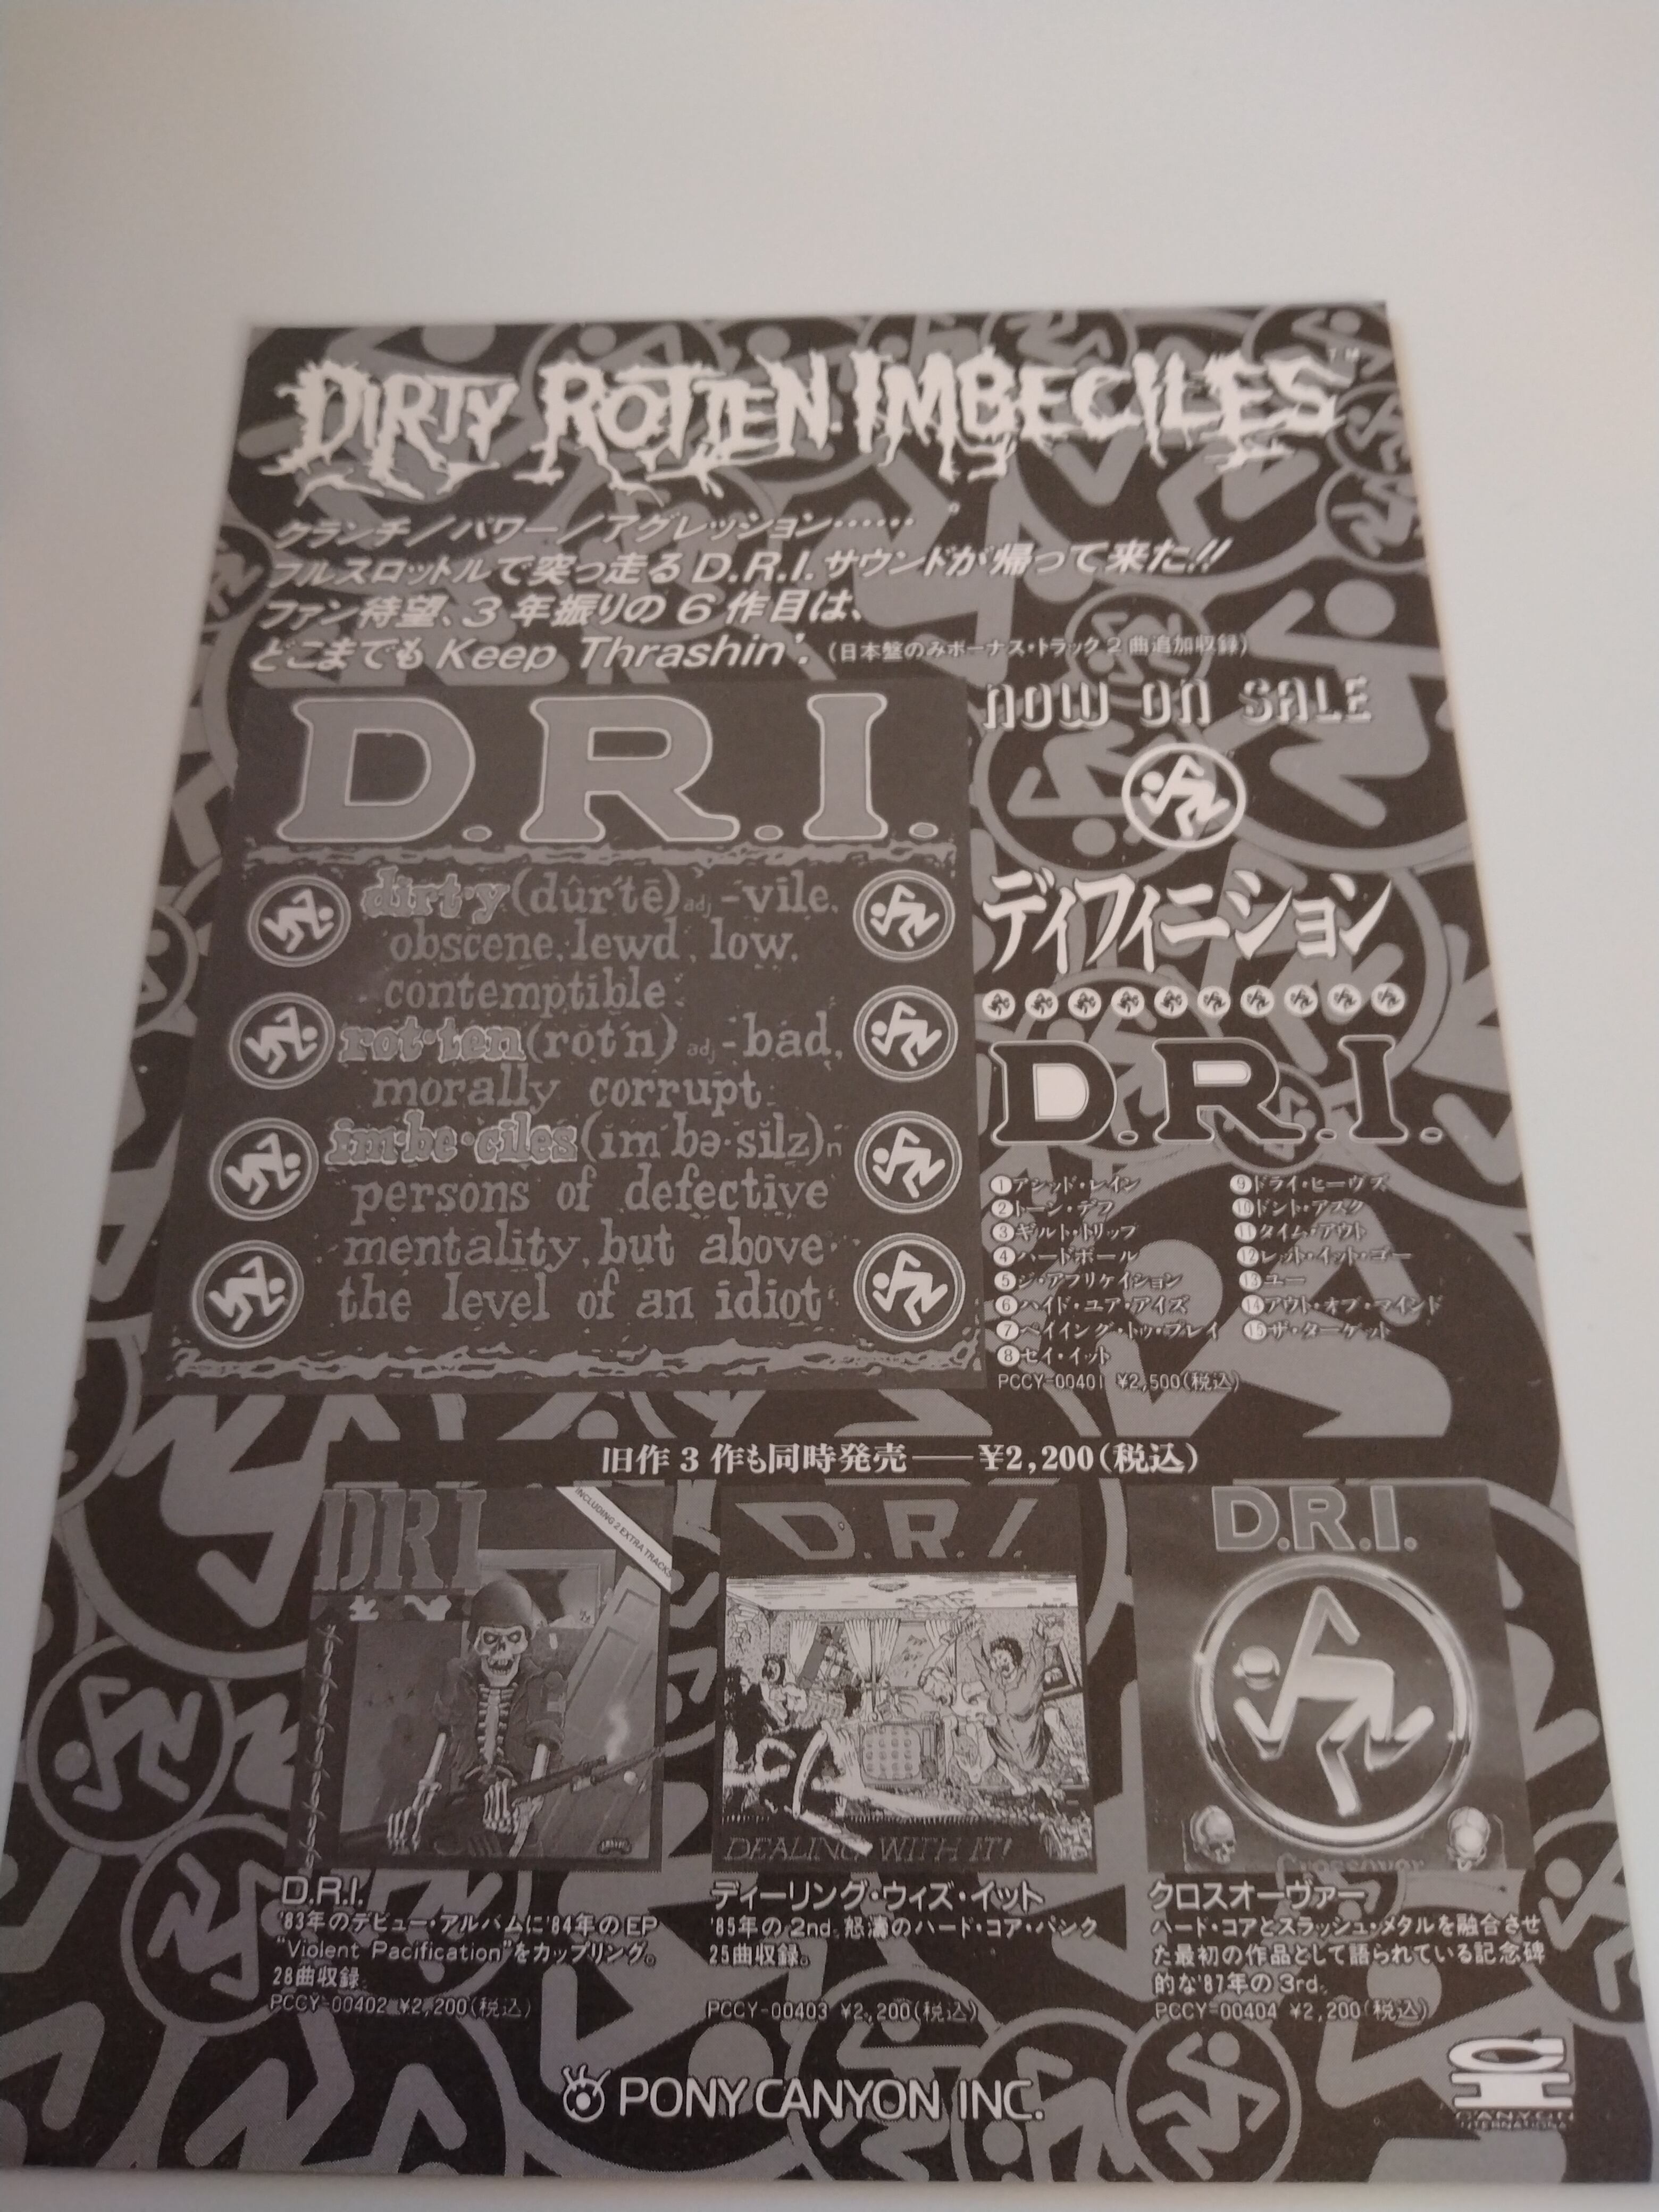 DIRTY ROTTEN IMBECILES™
クランチ／パワー／アグレッション……
フルスロットルで突っ走る D.R.I. サウンドが帰って来た!!
ファン待望、3年振りの6作目は、
どこまでも Keep Thrashin'. (日本盤のみボーナス・トラック2曲追加収録)
D.R.I.
dirt·y (dûr′tē) adj -vile,
obscene, lewd, low,
contemptible
rot·ten (rŏt′n) adj -bad,
morally corrupt
im·be·ciles (ĭm′bə·sĭlz) n
persons of defective
mentality, but above
the level of an idiot
NOW ON SALE
ディフィニション
D.R.I.
①アシッド・レイン
②トーン・デフ
③ギルト・トリップ
④ハードボール
⑤ジ・アプリケイション
⑥ハイド・ユア・アイズ
⑦ペイイング・トゥ・プレイ
⑧セイ・イット
⑨ドライ・ヒーヴズ
⑩ドント・アスク
⑪タイム・アウト
⑫レット・イット・ゴー
⑬ユー
⑭アウト・オブ・マインド
⑮ザ・ターゲット
PCCY-00401 ¥2,500(税込)
旧作3作も同時発売——¥2,200(税込)
DRI
INCLUDING 2 EXTRA TRACKS
D.R.I.
'83年のデビュー・アルバムに'84年のEP
"Violent Pacification"をカップリング。
28曲収録。
PCCY-00402 ¥2,200(税込)
D.R.I.
DEALING WITH IT!
ディーリング・ウィズ・イット
'85年の2nd。怒濤のハード・コア・パンク
25曲収録。
PCCY-00403 ¥2,200(税込)
D.R.I.
Crossover
クロスオーヴァー
ハード・コアとスラッシュ・メタルを融合させ
た最初の作品として語られている記念碑
的な'87年の3rd。
PCCY-00404 ¥2,200(税込)
PONY CANYON INC.
CI
CANYON
INTERNATIONAL